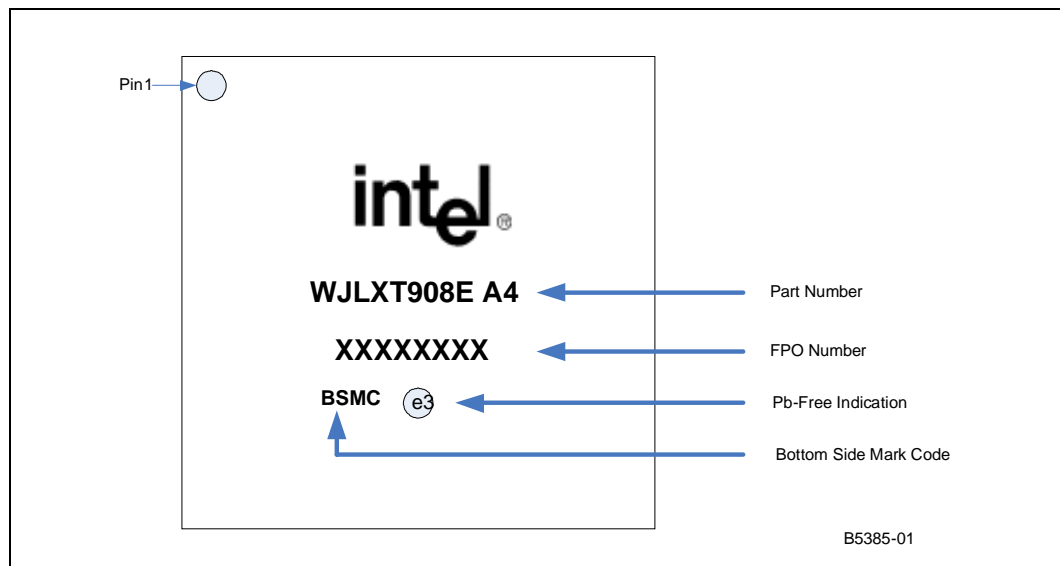 Pin1
intel®
WJLXT908E A4
Part Number
XXXXXXXX
FPO Number
BSMC
e3
Pb-Free Indication
Bottom Side Mark Code
B5385-01